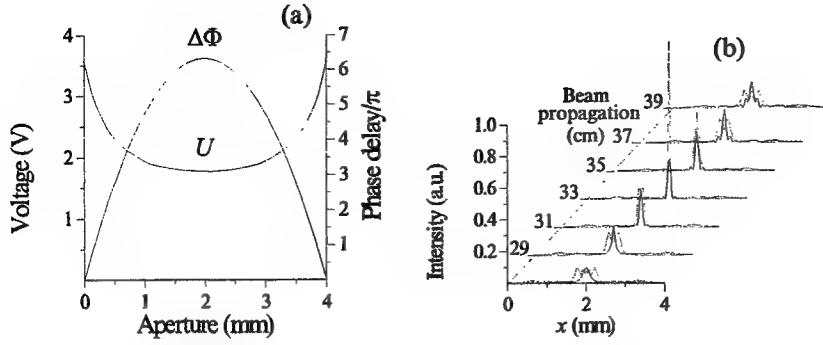 (a)
ΔΦ
U
4
3
2
1
Voltage (V)
7
6
5
4
3
2
1
Phase delay/π
0
1
2
3
4
Aperture (mm)
(b)
Beam
propagation
(cm)
39
37
35
33
31
29
1.0
0.8
0.6
0.4
0.2
Intensity (a.u.)
0
2
4
x (mm)